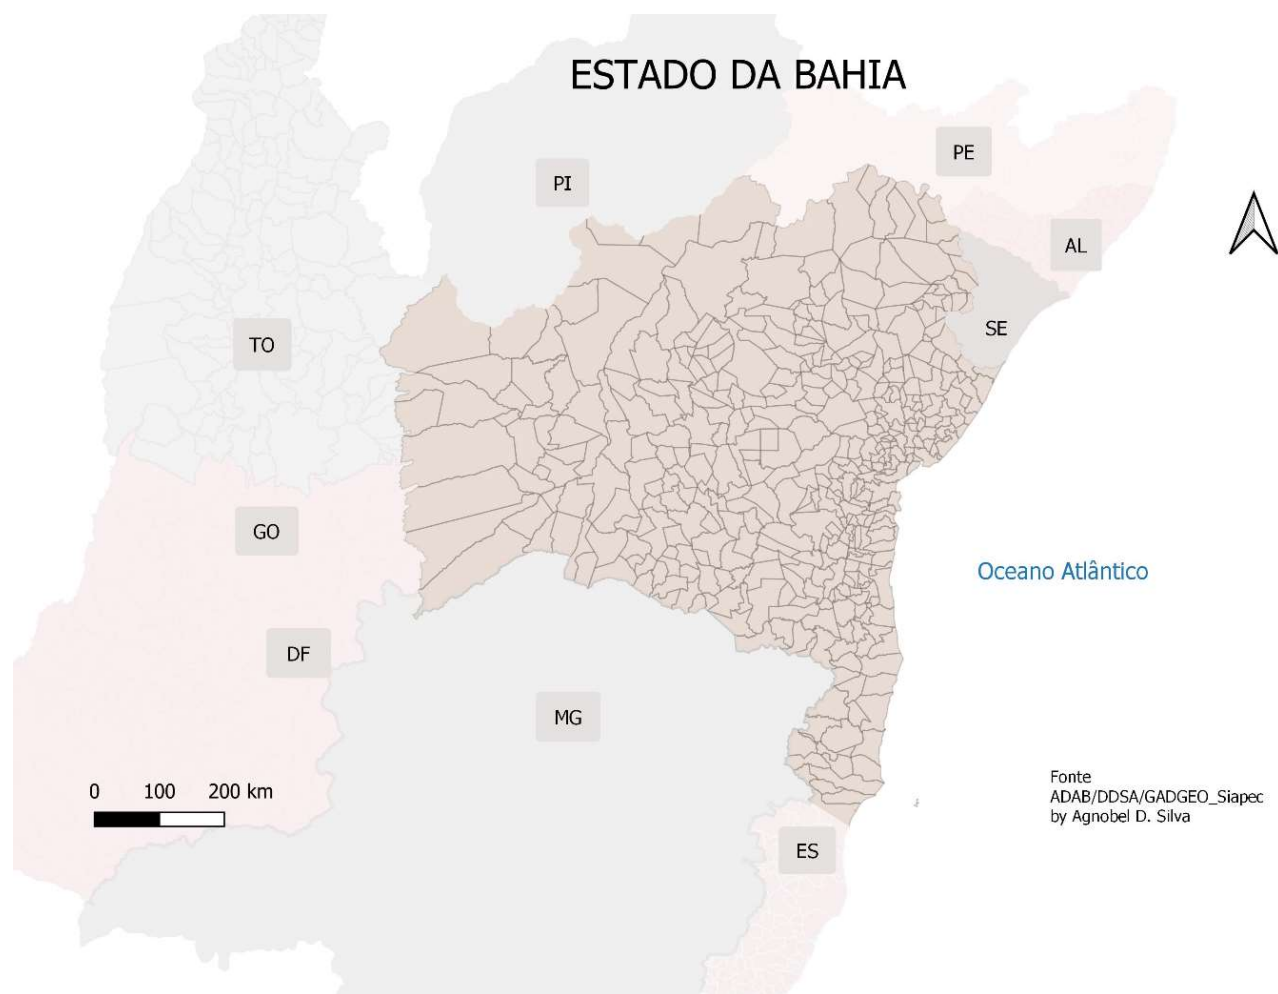 ESTADO DA BAHIA
PE
PI
AL
SE
TO
GO
Oceano Atlântico
DF
MG
0 100 200 km
Fonte
ADAB/DDSA/GADGEO_Siapec
by Agnobel D. Silva
ES